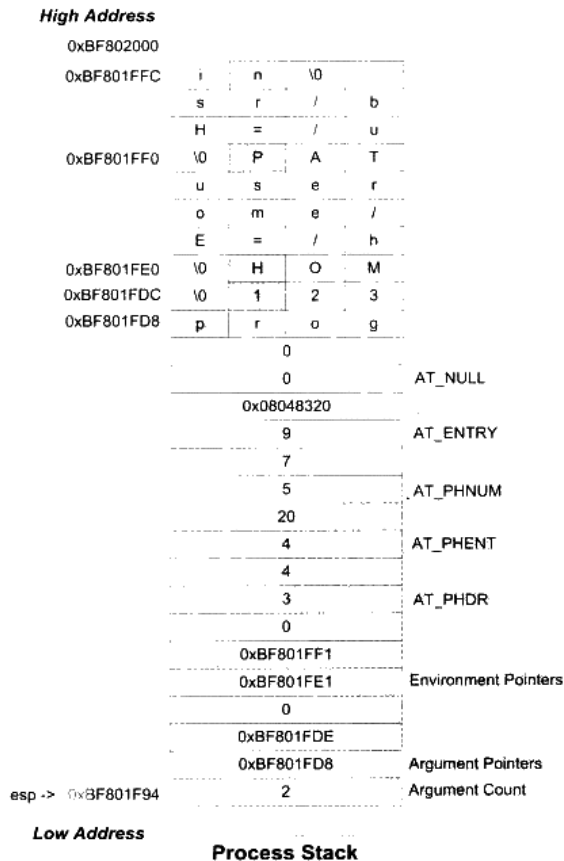 High Address
0xBF802000
0xBF801FFC i n \0
s r / b
H = / u
0xBF801FF0 \0 P A T
u s e r
o m e /
E = / h
0xBF801FE0 \0 H O M
0xBF801FDC \0 1 2 3
0xBF801FD8 p r o g
0
0 AT_NULL
0x08048320
9 AT_ENTRY
7
5 AT_PHNUM
20
4 AT_PHENT
4
3 AT_PHDR
0
0xBF801FF1
0xBF801FE1 Environment Pointers
0
0xBF801FDE
0xBF801FD8 Argument Pointers
esp -> 0xBF801F94 2 Argument Count
Low Address
Process Stack